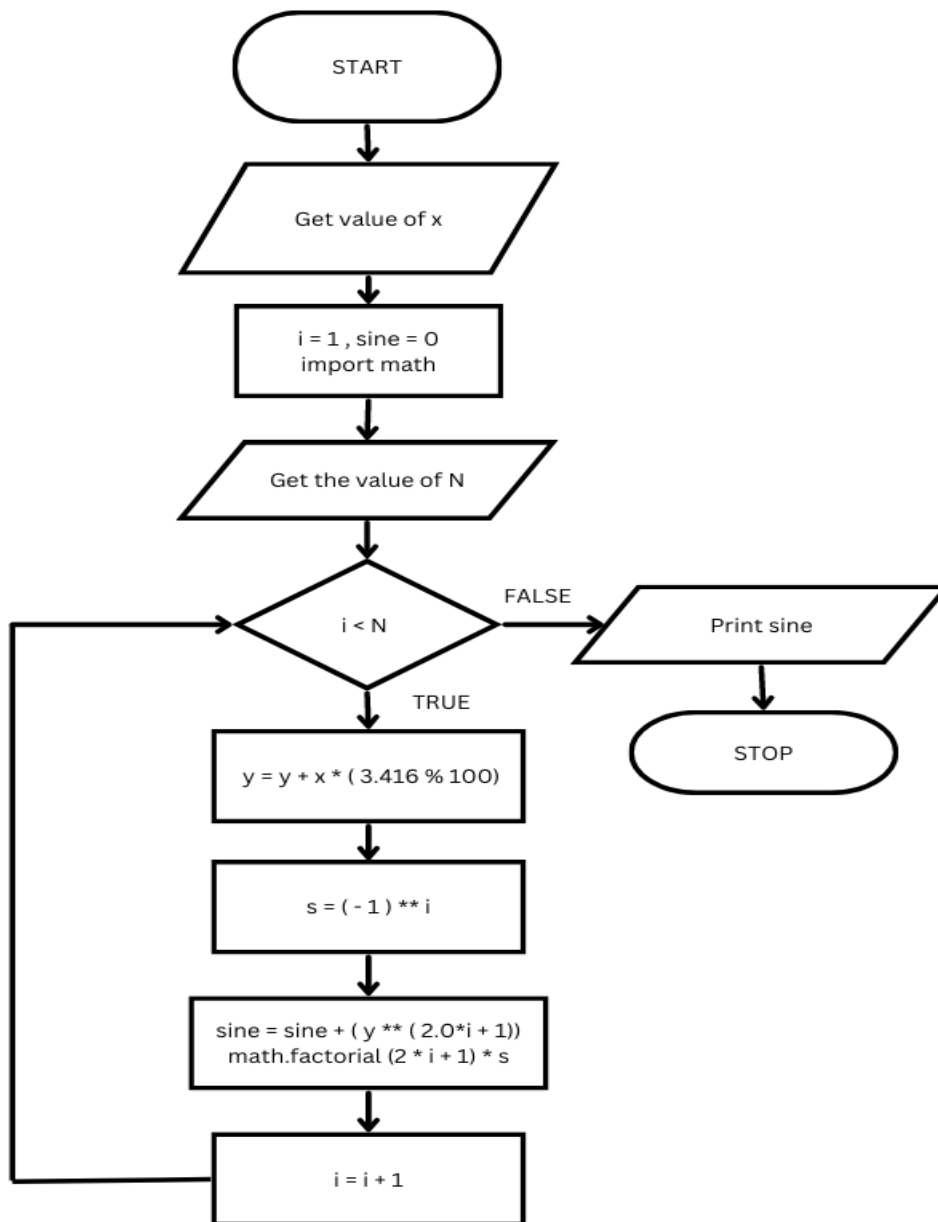 START
Get value of x
i = 1 , sine = 0
import math
Get the value of N
i < N
FALSE
Print sine
TRUE
STOP
y = y + x * ( 3.416 % 100)
s = ( - 1 ) ** i
sine = sine + ( y ** ( 2.0*i + 1))
math.factorial (2 * i + 1) * s
i = i + 1